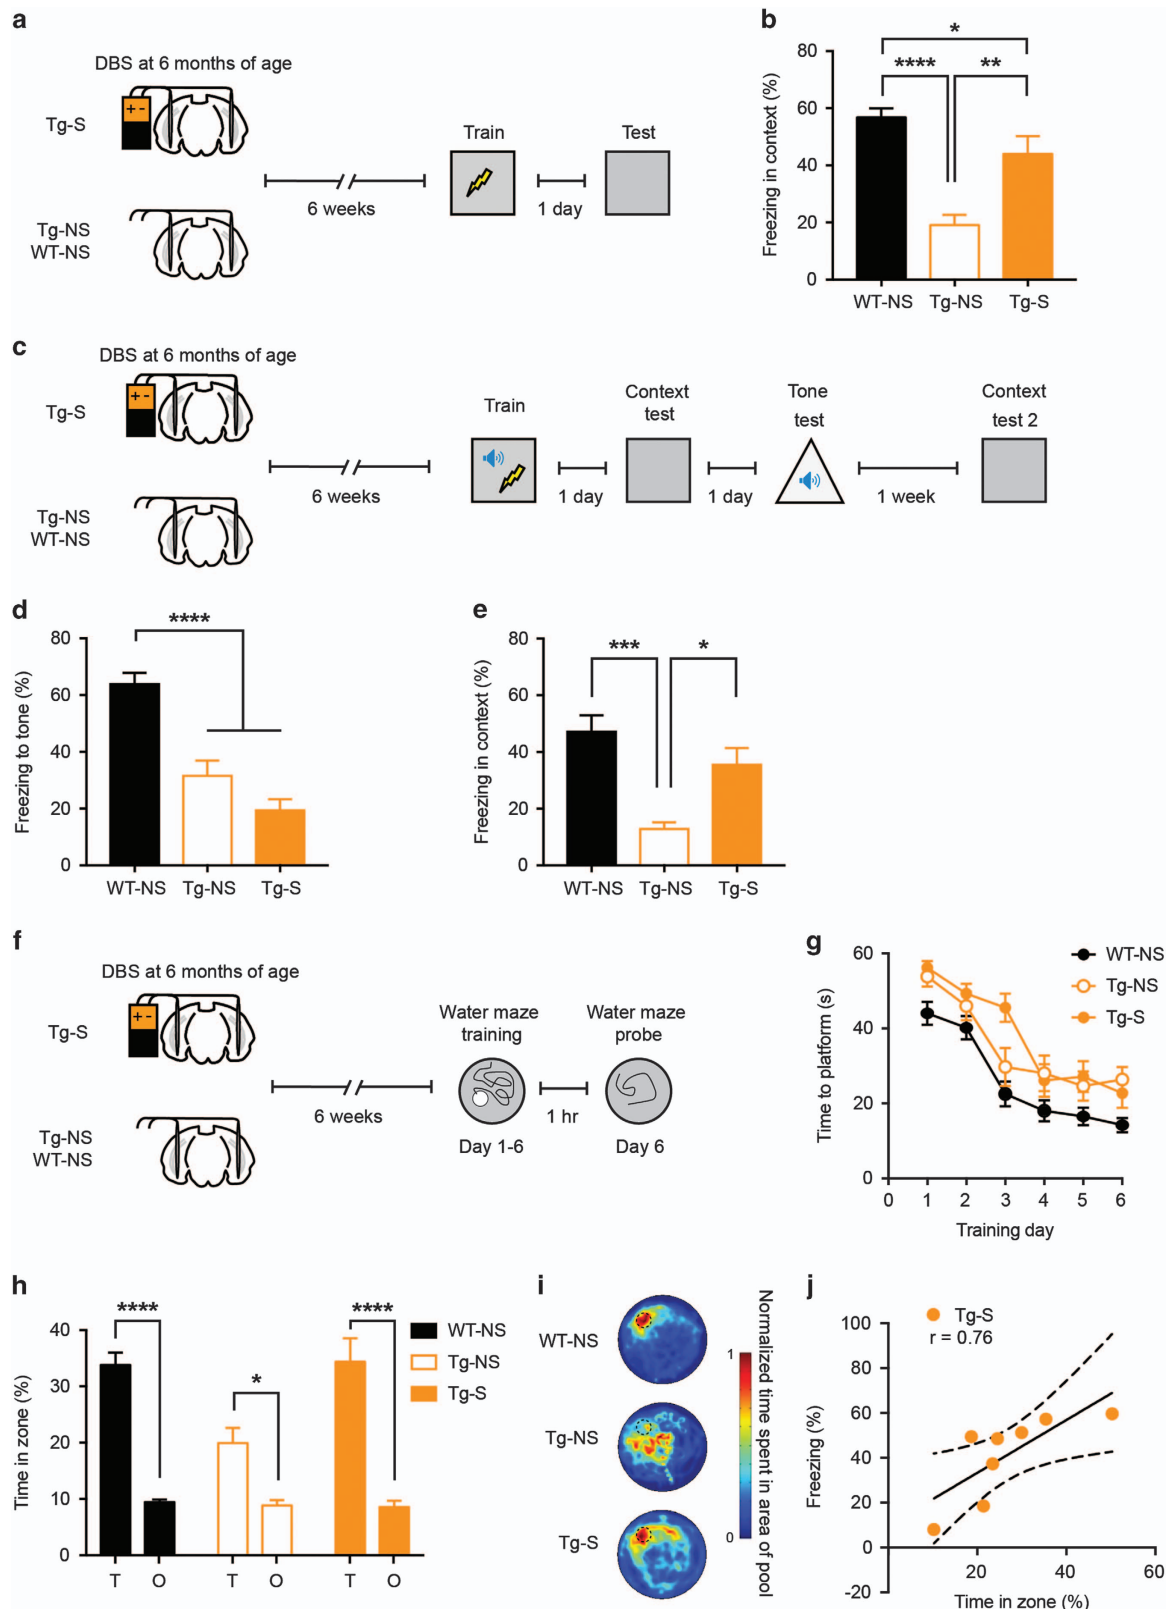 a
DBS at 6 months of age
+ -
Tg-S
Tg-NS
WT-NS
6 weeks
Train
1 day
Test
b
Freezing in context (%)
80
60
40
20
0
*
****
**
WT-NS
Tg-NS
Tg-S
c
DBS at 6 months of age
+ -
Tg-S
Tg-NS
WT-NS
6 weeks
Train
1 day
Context
test
1 day
Tone
test
1 week
Context
test 2
d
Freezing to tone (%)
80
60
40
20
0
****
WT-NS
Tg-NS
Tg-S
e
Freezing in context (%)
80
60
40
20
0
***
*
WT-NS
Tg-NS
Tg-S
f
DBS at 6 months of age
+ -
Tg-S
Tg-NS
WT-NS
6 weeks
Water maze
training
Day 1-6
1 hr
Water maze
probe
Day 6
g
Time to platform (s)
60
40
20
0
0 1 2 3 4 5 6
Training day
WT-NS
Tg-NS
Tg-S
h
Time in zone (%)
40
30
20
10
0
****
*
****
T O T O T O
WT-NS
Tg-NS
Tg-S
i
WT-NS
Tg-NS
Tg-S
1
0
Normalized time spent in area of pool
j
Tg-S
r = 0.76
Freezing (%)
100
80
60
40
20
0
-20
20 40 60
Time in zone (%)